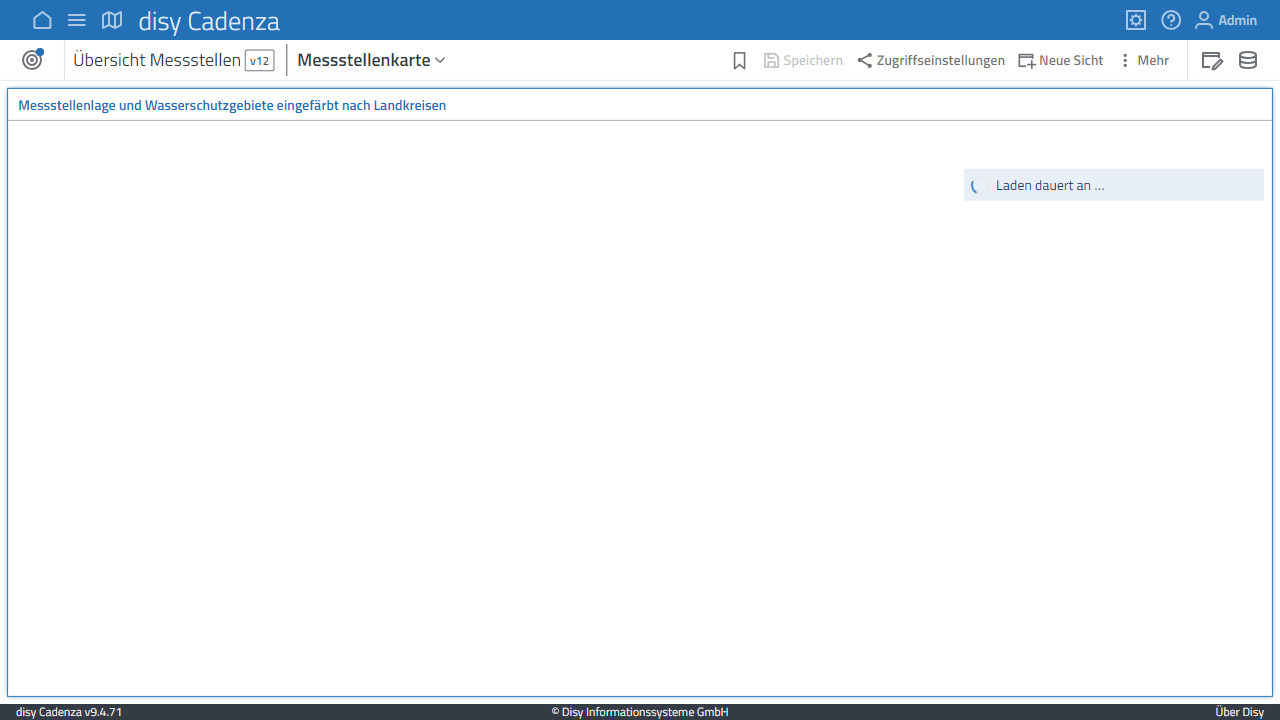 disy Cadenza
Admin
Übersicht Messstellen v12 Messstellenkarte
Speichern Zugriffseinstellungen Neue Sicht Mehr
Messstellenlage und Wasserschutzgebiete eingefärbt nach Landkreisen
Laden dauert an ...
disy Cadenza v9.4.71
© Disy Informationssysteme GmbH
Über Disy